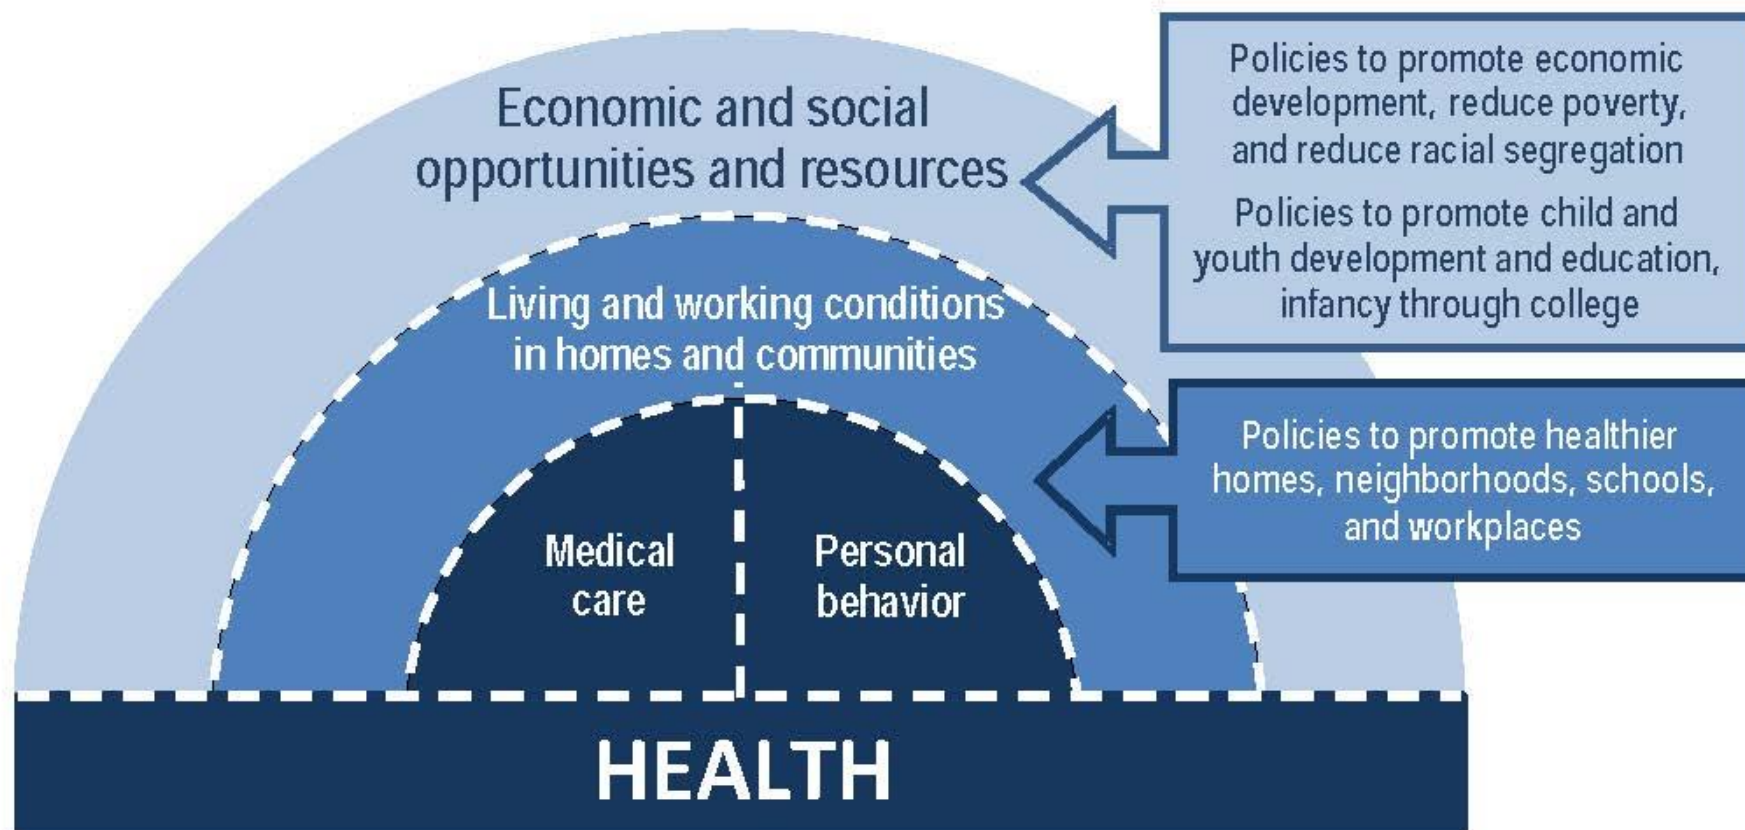 Economic and social
opportunities and resources
Policies to promote economic
development, reduce poverty,
and reduce racial segregation
Policies to promote child and
youth development and education,
infancy through college
Living and working conditions
in homes and communities
Policies to promote healthier
homes, neighborhoods, schools,
and workplaces
Medical
care
Personal
behavior
HEALTH